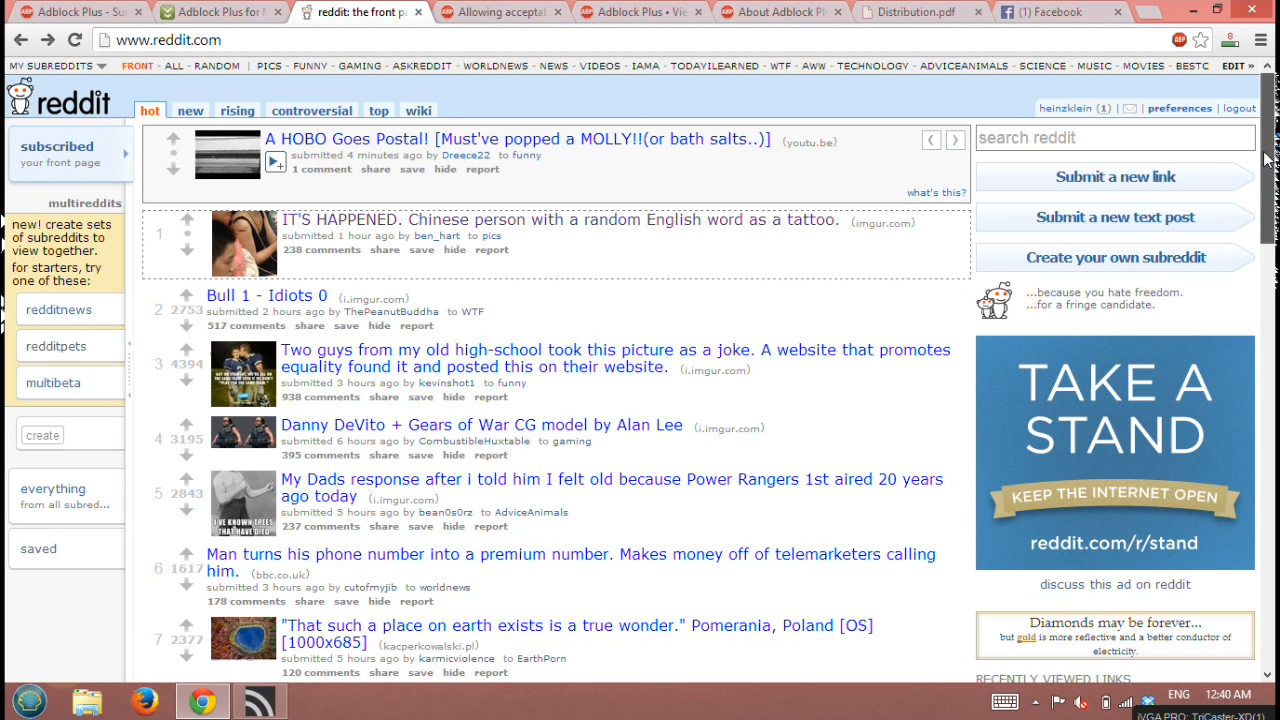 Adblock Plus - Su
Adblock Plus for M
reddit: the front p
Allowing accepta
Adblock Plus • Vie
About Adblock Pl
Distribution.pdf
(1) Facebook
www.reddit.com
ABP
8
MY SUBREDDITS FRONT - ALL - RANDOM | PICS - FUNNY - GAMING - ASKREDDIT - WORLDNEWS - NEWS - VIDEOS - IAMA - TODAYILEARNED - WTF - AWW - TECHNOLOGY - ADVICEANIMALS - SCIENCE - MUSIC - MOVIES - BESTC EDIT »
reddit hot new rising controversial top wiki
heinzklein (1) | preferences | logout
subscribed
your front page
multireddits
new! create sets
of subreddits to
view together.
for starters, try
one of these:
redditnews
redditpets
multibeta
create
everything
from all subred...
saved
A HOBO Goes Postal! [Must've popped a MOLLY!!(or bath salts..)] (youtu.be)
submitted 4 minutes ago by Dreece22 to funny
1 comment share save hide report
what's this?
1
IT'S HAPPENED. Chinese person with a random English word as a tattoo. (imgur.com)
submitted 1 hour ago by ben_hart to pics
238 comments share save hide report
2 2753
Bull 1 - Idiots 0 (i.imgur.com)
submitted 2 hours ago by ThePeanutBuddha to WTF
517 comments share save hide report
3 4394
Two guys from my old high-school took this picture as a joke. A website that promotes
equality found it and posted this on their website. (i.imgur.com)
submitted 3 hours ago by kevinshot1 to funny
938 comments share save hide report
4 3195
Danny DeVito + Gears of War CG model by Alan Lee (i.imgur.com)
submitted 6 hours ago by CombustibleHuxtable to gaming
395 comments share save hide report
5 2843
I'VE KNOWN TREES
THAT HAVE DIED
My Dads response after i told him I felt old because Power Rangers 1st aired 20 years
ago today (i.imgur.com)
submitted 5 hours ago by bean0s0rz to AdviceAnimals
237 comments share save hide report
6 1617
Man turns his phone number into a premium number. Makes money off of telemarketers calling
him. (bbc.co.uk)
submitted 3 hours ago by cutofmyjib to worldnews
178 comments share save hide report
7 2377
"That such a place on earth exists is a true wonder." Pomerania, Poland [OS]
[1000x685] (kacperkowalski.pl)
submitted 5 hours ago by karmicviolence to EarthPorn
120 comments share save hide report
search reddit
Submit a new link
Submit a new text post
Create your own subreddit
...because you hate freedom.
...for a fringe candidate.
TAKE A
STAND
KEEP THE INTERNET OPEN
reddit.com/r/stand
discuss this ad on reddit
Diamonds may be forever...
but gold is more reflective and a better conductor of
electricity.
RECENTLY VIEWED LINKS
ENG 12:40 AM
iVGA PRO: TriCaster-XD(1)